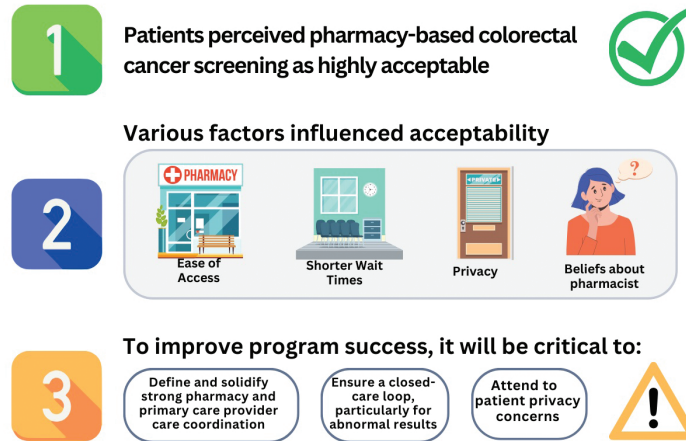 1
Patients perceived pharmacy-based colorectal
cancer screening as highly acceptable
Various factors influenced acceptability
2
PHARMACY
PRIVATE
?
Ease of
Access
Shorter Wait
Times
Privacy
Beliefs about
pharmacist
To improve program success, it will be critical to:
3
Define and solidify
strong pharmacy and
primary care provider
care coordination
Ensure a closed-
care loop,
particularly for
abnormal results
Attend to
patient privacy
concerns
!